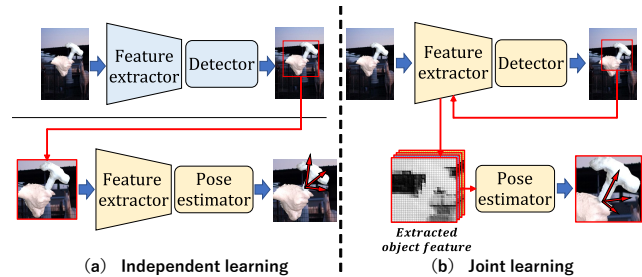 Feature
extractor
Detector
Feature
extractor
Pose
estimator
(a) Independent learning
Feature
extractor
Detector
Pose
estimator
Extracted
object feature
(b) Joint learning